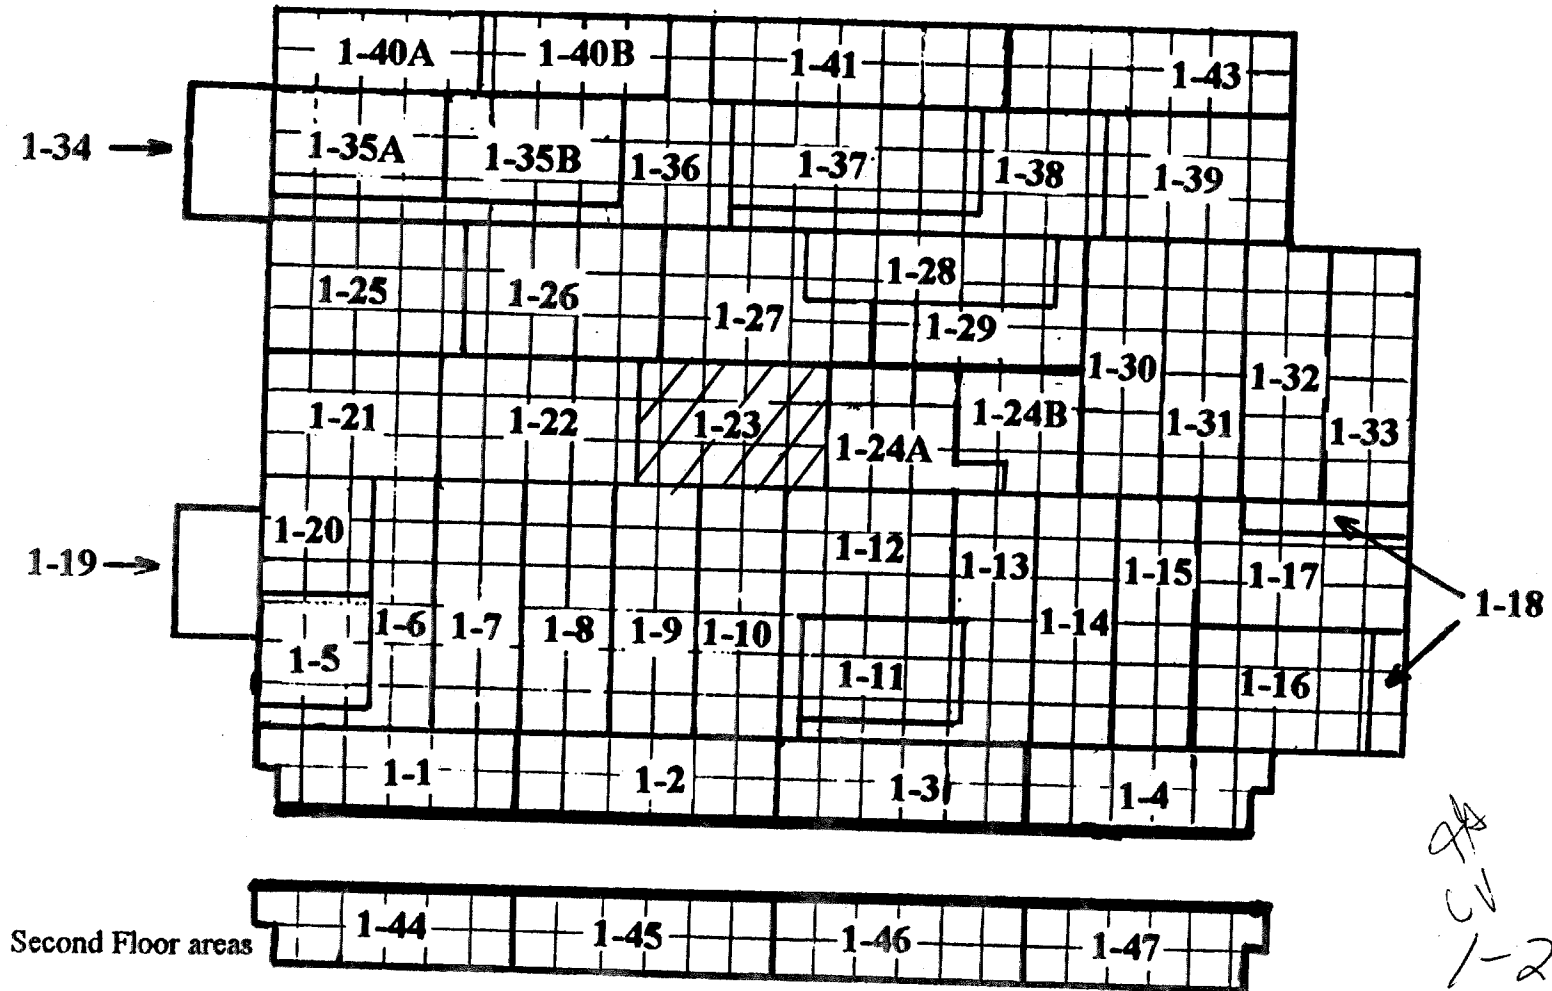 1-40A 1-40B 1-41 1-43
1-34 1-35A 1-35B 1-36 1-37 1-38 1-39
1-25 1-26 1-27 1-28
1-29
1-30 1-31 1-32 1-33
1-21 1-22 1-23 1-24A 1-24B
1-19 1-20 1-12 1-13 1-15 1-17 1-18
1-5 1-6 1-7 1-8 1-9 1-10 1-11 1-14 1-16
1-1 1-2 1-3 1-4
Second Floor areas 1-44 1-45 1-46 1-47
CV
1-2